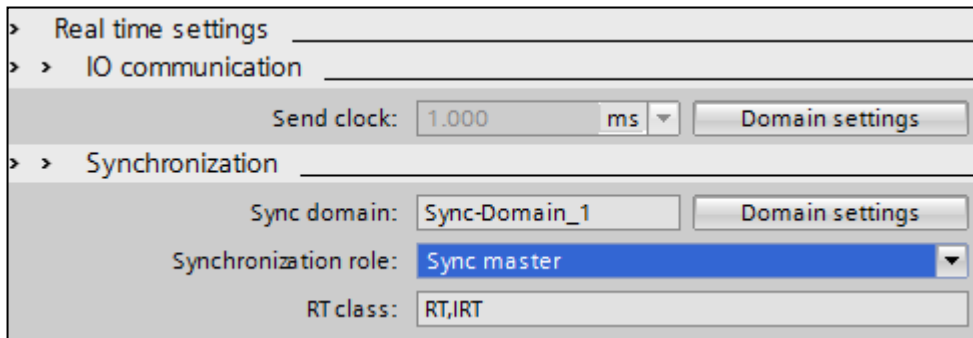 Real time settings
IO communication
Send clock: 1.000 ms Domain settings
Synchronization
Sync domain: Sync-Domain_1 Domain settings
Synchronization role: Sync master
RT class: RT,IRT